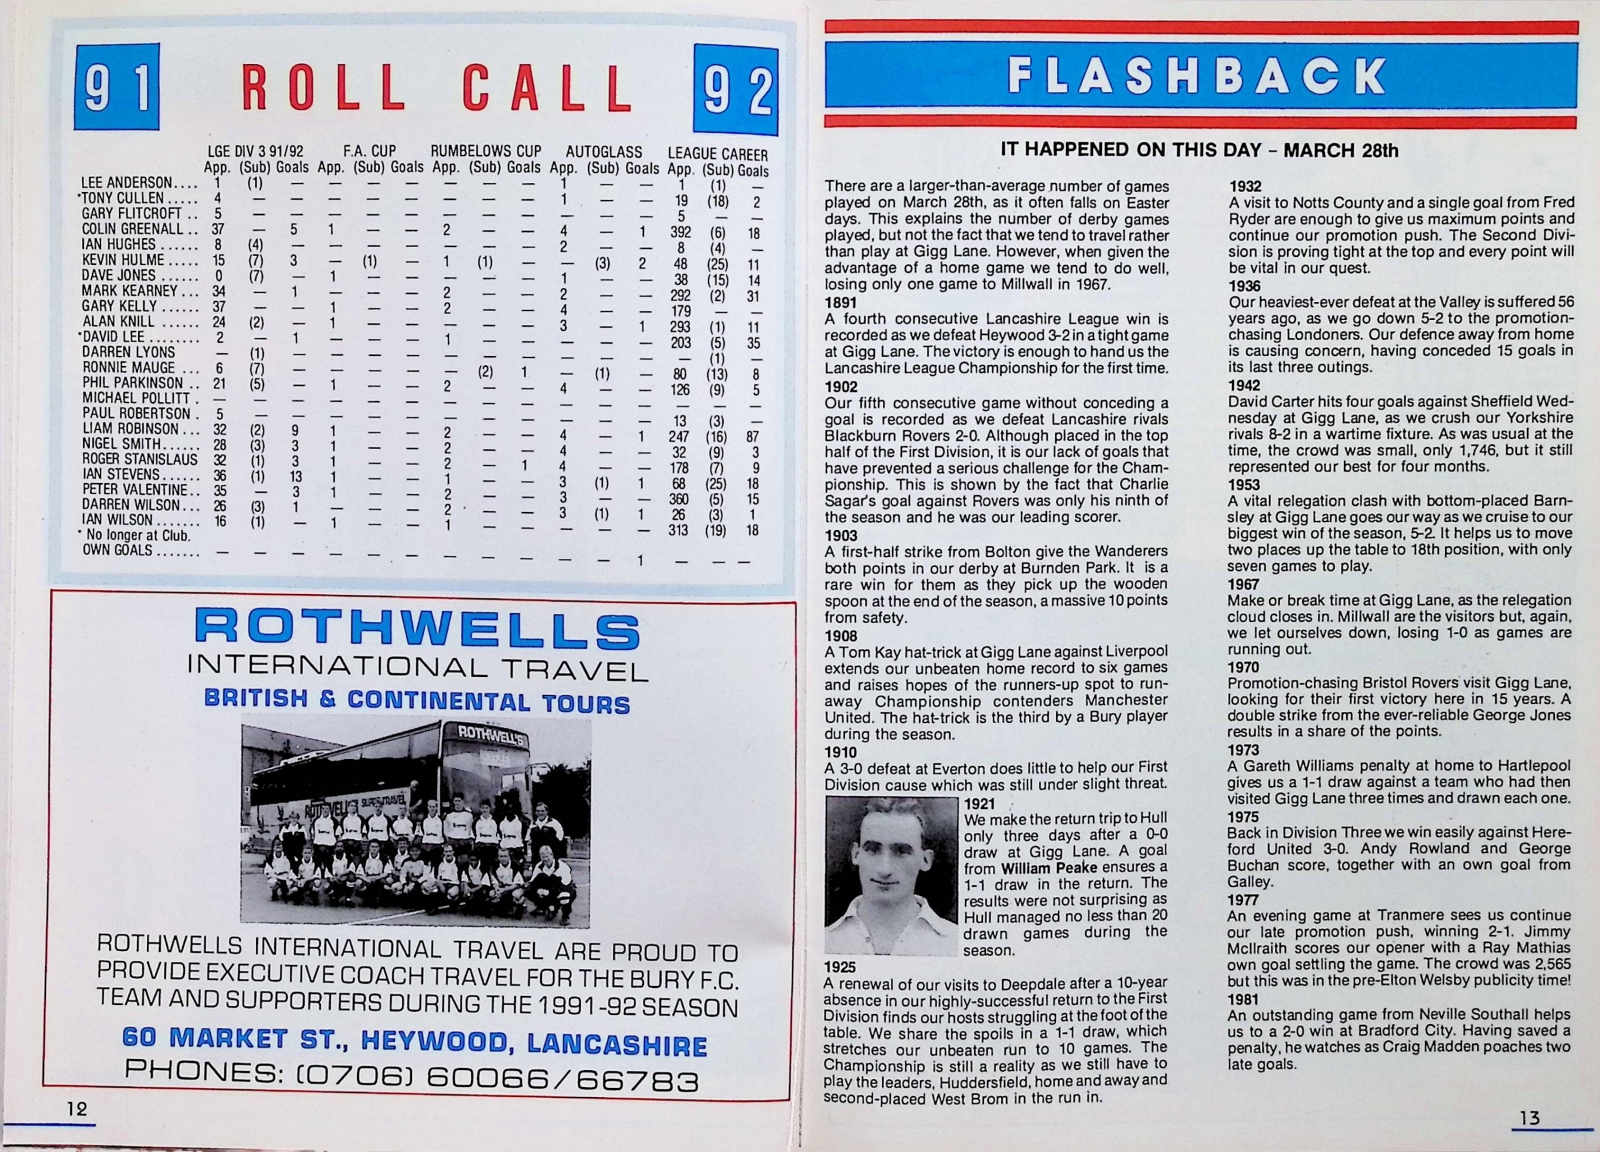 91 ROLL CALL 92
LGE DIV 3 91/92 F.A. CUP RUMBELOWS CUP AUTOGLASS LEAGUE CAREER
App. (Sub) Goals App. (Sub) Goals App. (Sub) Goals App. (Sub) Goals App. (Sub) Goals
LEE ANDERSON.... 1 (1) — — — — — — — 1 — — 1 (1) —
*TONY CULLEN ..... 4 — — — — — — — — 1 — — 19 (18) 2
GARY FLITCROFT .. 5 — — — — — — — — — — — 5 — —
COLIN GREENALL .. 37 — 5 1 — — 2 — — 4 — 1 392 (6) 18
IAN HUGHES ...... 8 (4) — — — — — — — 2 — — 8 (4) —
KEVIN HULME ..... 15 (7) 3 — (1) — 1 (1) — — (3) 2 48 (25) 11
DAVE JONES ...... 0 (7) — 1 — — — — — 1 — — 38 (15) 14
MARK KEARNEY ... 34 — 1 — — — 2 — — 2 — — 292 (2) 31
GARY KELLY ....... 37 — — 1 — — 2 — — 4 — — 179 — —
ALAN KNILL ...... 24 (2) — 1 — — — — — 3 — 1 293 (1) 11
*DAVID LEE ........ 2 — 1 — — — 1 — — — — — 203 (5) 35
DARREN LYONS — (1) — — — — — — — — — — — (1) —
RONNIE MAUGE ... 6 (7) — — — — — (2) 1 — (1) — 80 (13) 8
PHIL PARKINSON .. 21 (5) — 1 — — 2 — — 4 — — 126 (9) 5
MICHAEL POLLITT . — — — — — — — — — — — — — — —
PAUL ROBERTSON . 5 — — — — — — — — — — — 13 (3) —
LIAM ROBINSON ... 32 (2) 9 1 — — 2 — — 4 — 1 247 (16) 87
NIGEL SMITH...... 28 (3) 3 1 — — 2 — — 4 — — 32 (9) 3
ROGER STANISLAUS 32 (1) 3 1 — — 2 — 1 4 — — 178 (7) 9
IAN STEVENS...... 36 (1) 13 1 — — 1 — — 3 (1) 1 68 (25) 18
PETER VALENTINE.. 35 — 3 1 — — 2 — — 3 — — 360 (5) 15
DARREN WILSON... 26 (3) 1 — — — 2 — — 3 (1) 1 26 (3) 1
IAN WILSON ....... 16 (1) — 1 — — 1 — — — — — 313 (19) 18
* No longer at Club.
OWN GOALS ....... — — — — — — — — — — — 1 — — —
ROTHWELLS
INTERNATIONAL TRAVEL
BRITISH & CONTINENTAL TOURS
ROTHWELL'S
ROTHWELL'S SUPERTRAVEL
ROTHWELLS INTERNATIONAL TRAVEL ARE PROUD TO
PROVIDE EXECUTIVE COACH TRAVEL FOR THE BURY F.C.
TEAM AND SUPPORTERS DURING THE 1991-92 SEASON
60 MARKET ST., HEYWOOD, LANCASHIRE
PHONES: (0706) 60066/66783
12
FLASHBACK
IT HAPPENED ON THIS DAY – MARCH 28th
There are a larger-than-average number of games
played on March 28th, as it often falls on Easter
days. This explains the number of derby games
played, but not the fact that we tend to travel rather
than play at Gigg Lane. However, when given the
advantage of a home game we tend to do well,
losing only one game to Millwall in 1967.
1891
A fourth consecutive Lancashire League win is
recorded as we defeat Heywood 3-2 in a tight game
at Gigg Lane. The victory is enough to hand us the
Lancashire League Championship for the first time.
1902
Our fifth consecutive game without conceding a
goal is recorded as we defeat Lancashire rivals
Blackburn Rovers 2-0. Although placed in the top
half of the First Division, it is our lack of goals that
have prevented a serious challenge for the Cham-
pionship. This is shown by the fact that Charlie
Sagar's goal against Rovers was only his ninth of
the season and he was our leading scorer.
1903
A first-half strike from Bolton give the Wanderers
both points in our derby at Burnden Park. It is a
rare win for them as they pick up the wooden
spoon at the end of the season, a massive 10 points
from safety.
1908
A Tom Kay hat-trick at Gigg Lane against Liverpool
extends our unbeaten home record to six games
and raises hopes of the runners-up spot to run-
away Championship contenders Manchester
United. The hat-trick is the third by a Bury player
during the season.
1910
A 3-0 defeat at Everton does little to help our First
Division cause which was still under slight threat.
1921
We make the return trip to Hull
only three days after a 0-0
draw at Gigg Lane. A goal
from William Peake ensures a
1-1 draw in the return. The
results were not surprising as
Hull managed no less than 20
drawn games during the
season.
1925
A renewal of our visits to Deepdale after a 10-year
absence in our highly-successful return to the First
Division finds our hosts struggling at the foot of the
table. We share the spoils in a 1-1 draw, which
stretches our unbeaten run to 10 games. The
Championship is still a reality as we still have to
play the leaders, Huddersfield, home and away and
second-placed West Brom in the run in.
1932
A visit to Notts County and a single goal from Fred
Ryder are enough to give us maximum points and
continue our promotion push. The Second Divi-
sion is proving tight at the top and every point will
be vital in our quest.
1936
Our heaviest-ever defeat at the Valley is suffered 56
years ago, as we go down 5-2 to the promotion-
chasing Londoners. Our defence away from home
is causing concern, having conceded 15 goals in
its last three outings.
1942
David Carter hits four goals against Sheffield Wed-
nesday at Gigg Lane, as we crush our Yorkshire
rivals 8-2 in a wartime fixture. As was usual at the
time, the crowd was small, only 1,746, but it still
represented our best for four months.
1953
A vital relegation clash with bottom-placed Barn-
sley at Gigg Lane goes our way as we cruise to our
biggest win of the season, 5-2. It helps us to move
two places up the table to 18th position, with only
seven games to play.
1967
Make or break time at Gigg Lane, as the relegation
cloud closes in. Millwall are the visitors but, again,
we let ourselves down, losing 1-0 as games are
running out.
1970
Promotion-chasing Bristol Rovers visit Gigg Lane,
looking for their first victory here in 15 years. A
double strike from the ever-reliable George Jones
results in a share of the points.
1973
A Gareth Williams penalty at home to Hartlepool
gives us a 1-1 draw against a team who had then
visited Gigg Lane three times and drawn each one.
1975
Back in Division Three we win easily against Here-
ford United 3-0. Andy Rowland and George
Buchan score, together with an own goal from
Galley.
1977
An evening game at Tranmere sees us continue
our late promotion push, winning 2-1. Jimmy
McIlraith scores our opener with a Ray Mathias
own goal settling the game. The crowd was 2,565
but this was in the pre-Elton Welsby publicity time!
1981
An outstanding game from Neville Southall helps
us to a 2-0 win at Bradford City. Having saved a
penalty, he watches as Craig Madden poaches two
late goals.
13